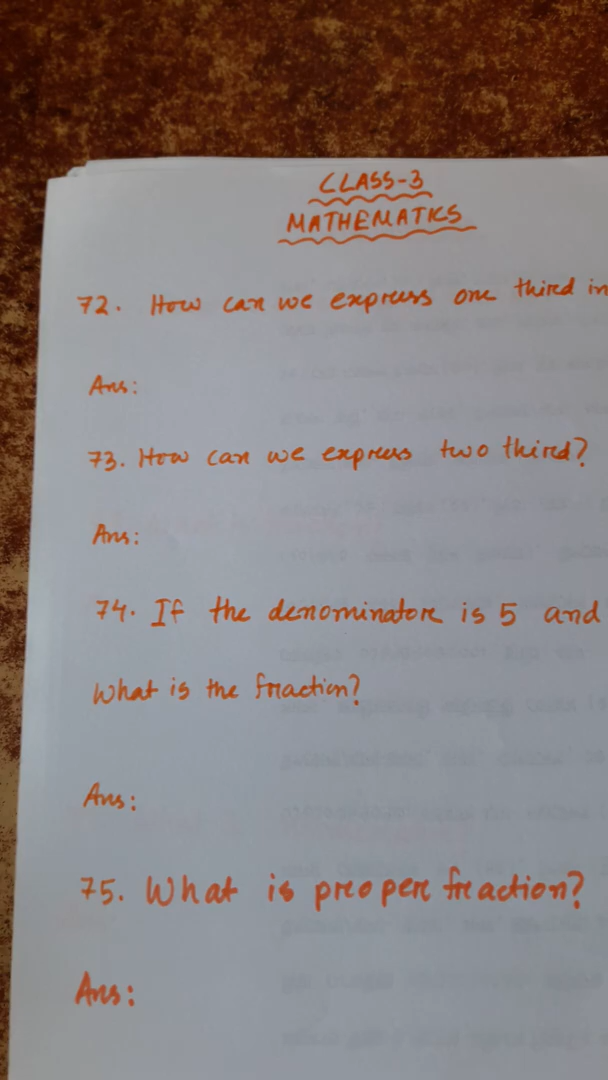 CLASS-3
MATHEMATICS
72. How can we express one third in
Ans:
73. How can we express two third?
Ans:
74. If the denominator is 5 and
What is the fraction?
Ans:
75. What is proper fraction?
Ans: